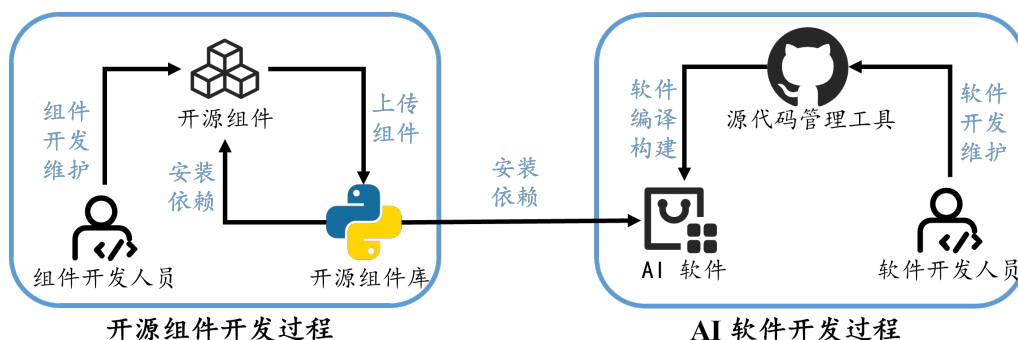 组件
开发
维护
开源组件
上传
组件
安装
依赖
组件开发人员
开源组件库
开源组件开发过程
安装
依赖
软件
编译
构建
源代码管理工具
软件
开发
维护
AI 软件
软件开发人员
AI 软件开发过程